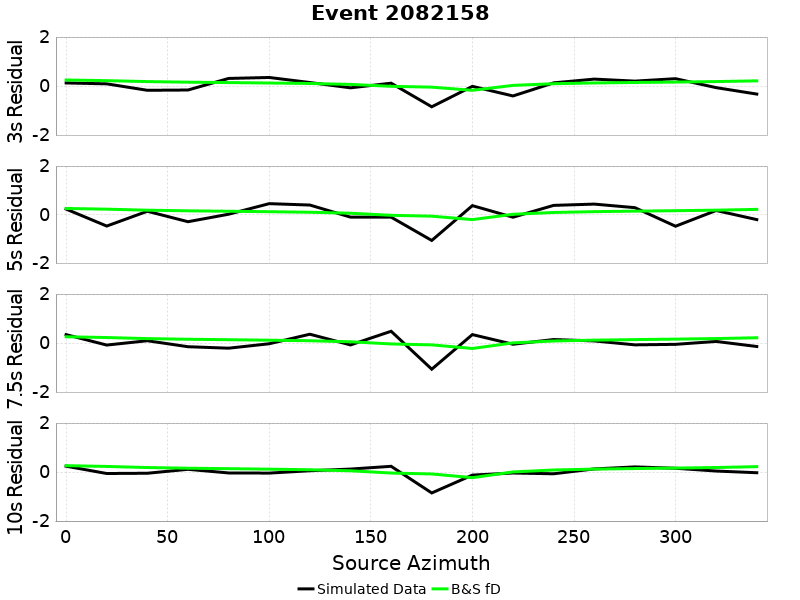 Event 2082158
3s Residual
2
0
-2
5s Residual
2
0
-2
7.5s Residual
2
0
-2
10s Residual
2
0
-2
0 50 100 150 200 250 300
Source Azimuth
Simulated Data B&S fD